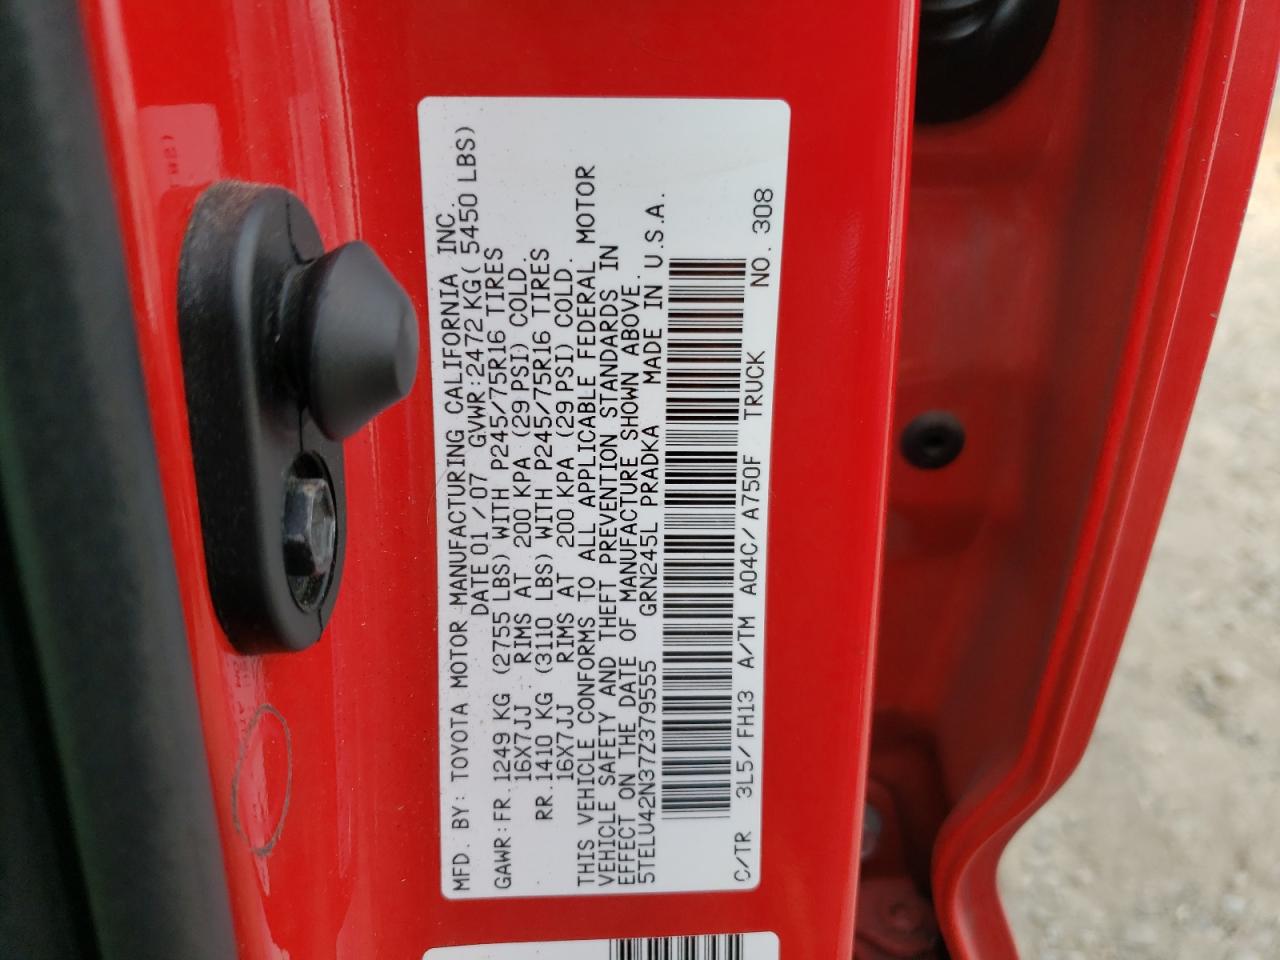 MFD. BY: TOYOTA MOTOR MANUFACTURING CALIFORNIA INC.
DATE 01/07 GVWR:2472 KG( 5450 LBS)
GAWR:FR. 1249 KG (2755 LBS) WITH P245/75R16 TIRES
16X7JJ RIMS AT 200 KPA (29 PSI) COLD.
RR. 1410 KG (3110 LBS) WITH P245/75R16 TIRES
16X7JJ RIMS AT 200 KPA (29 PSI) COLD.
THIS VEHICLE CONFORMS TO ALL APPLICABLE FEDERAL MOTOR
VEHICLE SAFETY AND THEFT PREVENTION STANDARDS IN
EFFECT ON THE DATE OF MANUFACTURE SHOWN ABOVE.
5TELU42N37Z379555 GRN245L PRADKA MADE IN U.S.A.
C/TR 3L5/FH13 A/TM A04C/A750F TRUCK NO. 308